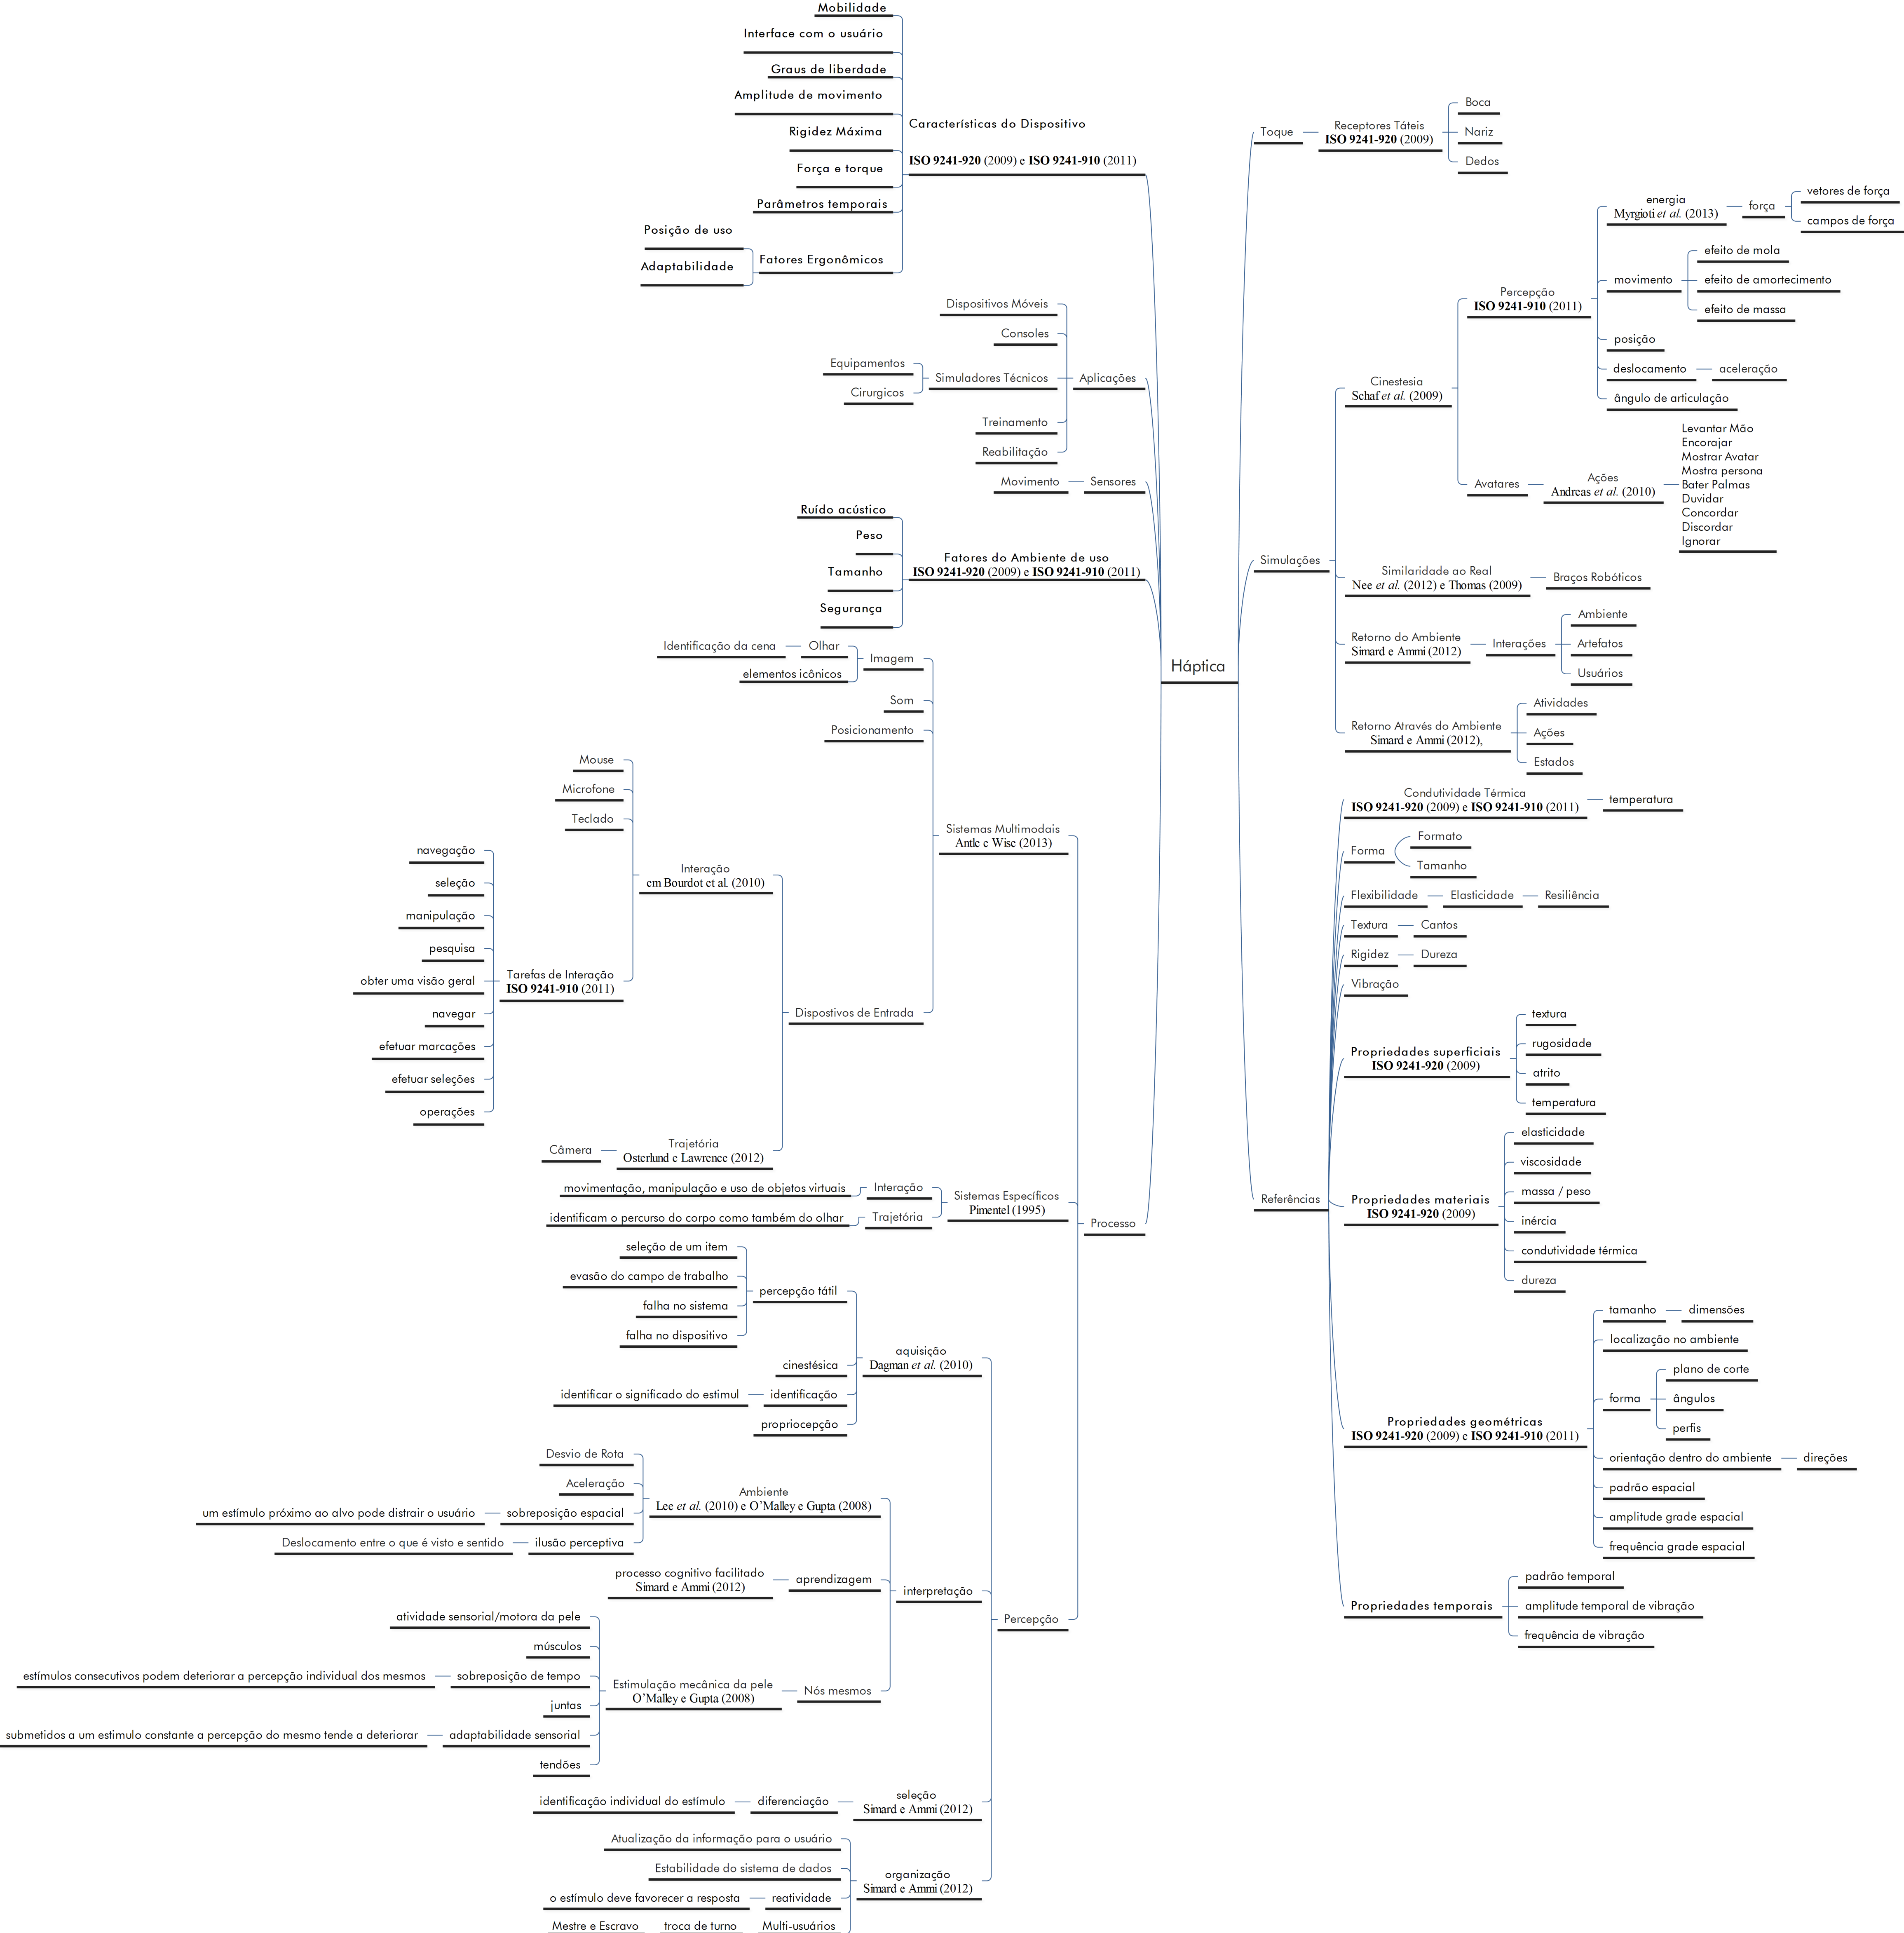 Háptica
Mobilidade
Interface com o usuário
Graus de liberdade
Amplitude de movimento
Rigidez Máxima
Força e torque
Parâmetros temporais
Posição de uso
Adaptabilidade
Fatores Ergonômicos
Características do Dispositivo
ISO 9241-920 (2009) e ISO 9241-910 (2011)
Dispositivos Móveis
Consoles
Equipamentos
Cirurgicos
Simuladores Técnicos
Aplicações
Treinamento
Reabilitação
Movimento
Sensores
Ruído acústico
Peso
Tamanho
Segurança
Fatores do Ambiente de uso
ISO 9241-920 (2009) e ISO 9241-910 (2011)
Identificação da cena
Olhar
elementos icônicos
Imagem
Som
Posicionamento
Mouse
Microfone
Teclado
navegação
seleção
manipulação
pesquisa
obter uma visão geral
navegar
efetuar marcações
efetuar seleções
operações
Tarefas de Interação
ISO 9241-910 (2011)
Interação
em Bourdot et al. (2010)
Sistemas Multimodais
Antle e Wise (2013)
Dispostivos de Entrada
Câmera
Trajetória
Osterlund e Lawrence (2012)
movimentação, manipulação e uso de objetos virtuais
Interação
identificam o percurso do corpo como também do olhar
Trajetória
Sistemas Específicos
Pimentel (1995)
Processo
seleção de um item
evasão do campo de trabalho
falha no sistema
falha no dispositivo
percepção tátil
cinestésica
identificar o significado do estimul
identificação
propriocepção
aquisição
Dagman et al. (2010)
Desvio de Rota
Aceleração
um estímulo próximo ao alvo pode distrair o usuário
sobreposição espacial
Deslocamento entre o que é visto e sentido
ilusão perceptiva
Ambiente
Lee et al. (2010) e O'Malley e Gupta (2008)
processo cognitivo facilitado
Simard e Ammi (2012)
aprendizagem
interpretação
Percepção
atividade sensorial/motora da pele
músculos
estímulos consecutivos podem deteriorar a percepção individual dos mesmos
sobreposição de tempo
juntas
submetidos a um estimulo constante a percepção do mesmo tende a deteriorar
adaptabilidade sensorial
tendões
Estimulação mecânica da pele
O'Malley e Gupta (2008)
Nós mesmos
identificação individual do estímulo
diferenciação
seleção
Simard e Ammi (2012)
Atualização da informação para o usuário
Estabilidade do sistema de dados
o estímulo deve favorecer a resposta
reatividade
Mestre e Escravo
troca de turno
Multi-usuários
organização
Simard e Ammi (2012)
Toque
Receptores Táteis
ISO 9241-920 (2009)
Boca
Nariz
Dedos
Simulações
Cinestesia
Schaf et al. (2009)
Percepção
ISO 9241-910 (2011)
energia
Myrgioti et al. (2013)
força
vetores de força
campos de força
movimento
efeito de mola
efeito de amortecimento
efeito de massa
posição
deslocamento
aceleração
ângulo de articulação
Avatares
Ações
Andreas et al. (2010)
Levantar Mão
Encorajar
Mostrar Avatar
Mostra persona
Bater Palmas
Duvidar
Concordar
Discordar
Ignorar
Similaridade ao Real
Nee et al. (2012) e Thomas (2009)
Braços Robóticos
Retorno do Ambiente
Simard e Ammi (2012)
Interações
Ambiente
Artefatos
Usuários
Retorno Através do Ambiente
Simard e Ammi (2012),
Atividades
Ações
Estados
Referências
Condutividade Térmica
ISO 9241-920 (2009) e ISO 9241-910 (2011)
temperatura
Forma
Formato
Tamanho
Flexibilidade
Elasticidade
Resiliência
Textura
Cantos
Rigidez
Dureza
Vibração
Propriedades superficiais
ISO 9241-920 (2009)
textura
rugosidade
atrito
temperatura
Propriedades materiais
ISO 9241-920 (2009)
elasticidade
viscosidade
massa / peso
inércia
condutividade térmica
dureza
Propriedades geométricas
ISO 9241-920 (2009) e ISO 9241-910 (2011)
tamanho
dimensões
localização no ambiente
forma
plano de corte
ângulos
perfis
orientação dentro do ambiente
direções
padrão espacial
amplitude grade espacial
frequência grade espacial
Propriedades temporais
padrão temporal
amplitude temporal de vibração
frequência de vibração